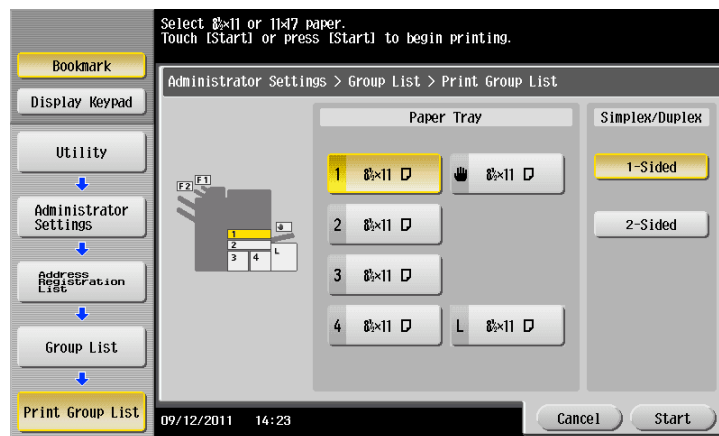 Select 8½×11 or 11×17 paper.
Touch [Start] or press [Start] to begin printing.
Bookmark
Display Keypad
Utility
Administrator
Settings
Address
Registration
List
Group List
Print Group List
Administrator Settings > Group List > Print Group List
Paper Tray
Simplex/Duplex
F2 F1
1
2
3 4 L
1 8½×11
8½×11
2 8½×11
3 8½×11
4 8½×11
L 8½×11
1-Sided
2-Sided
09/12/2011 14:23
Cancel
Start